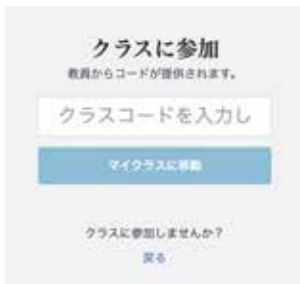 クラスに参加
教員からコードが提供されます。
クラスコードを入力し
マイクラスに移動
クラスに参加しませんか？
戻る